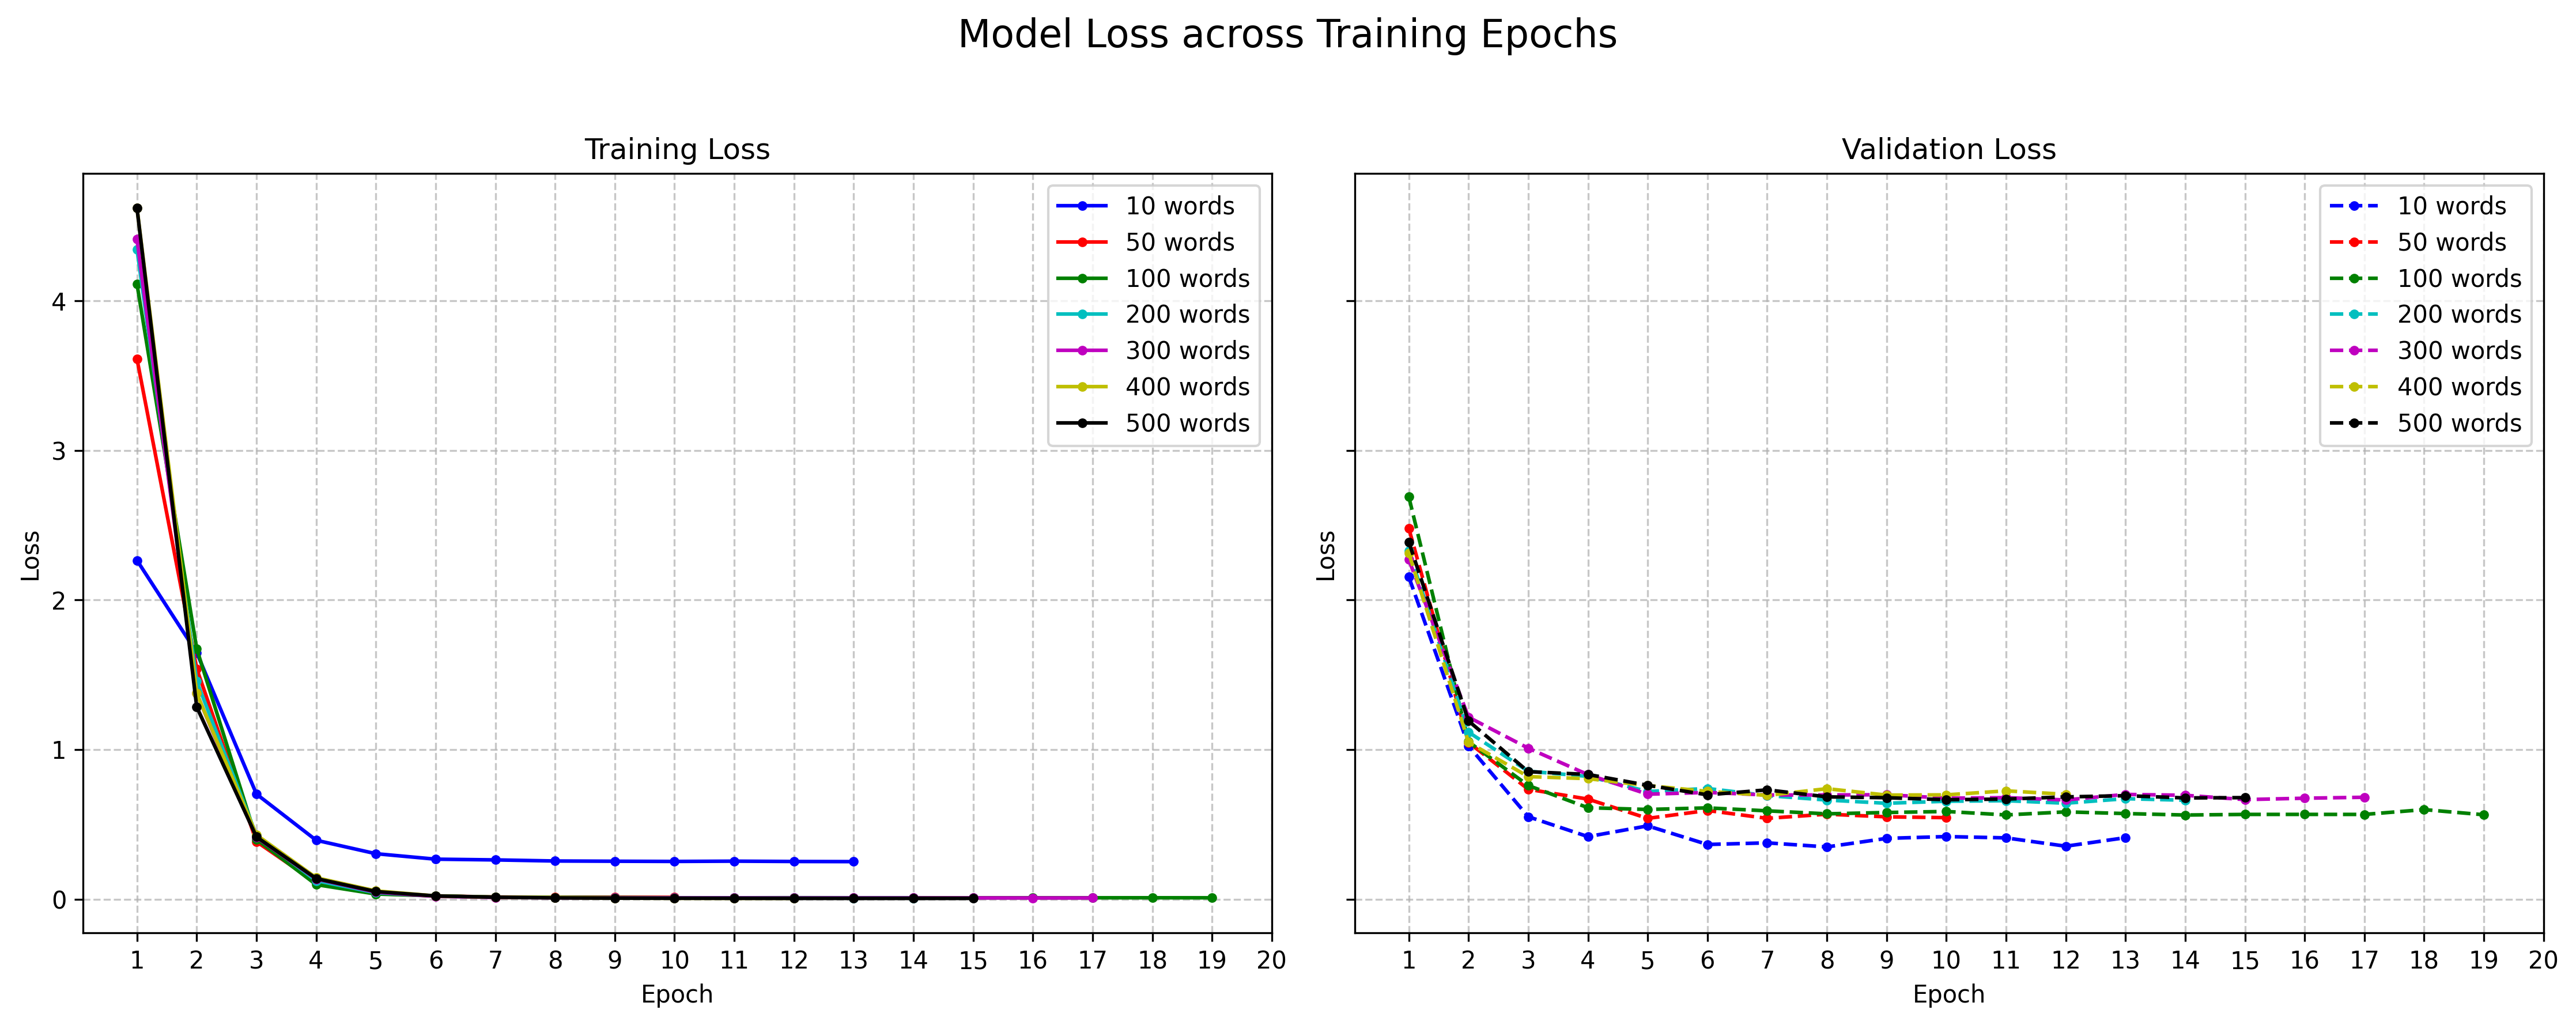 Model Loss across Training Epochs
Training Loss
Loss
4
3
2
1
0
10 words
50 words
100 words
200 words
300 words
400 words
500 words
1 2 3 4 5 6 7 8 9 10 11 12 13 14 15 16 17 18 19 20
Epoch
Validation Loss
Loss
10 words
50 words
100 words
200 words
300 words
400 words
500 words
1 2 3 4 5 6 7 8 9 10 11 12 13 14 15 16 17 18 19 20
Epoch